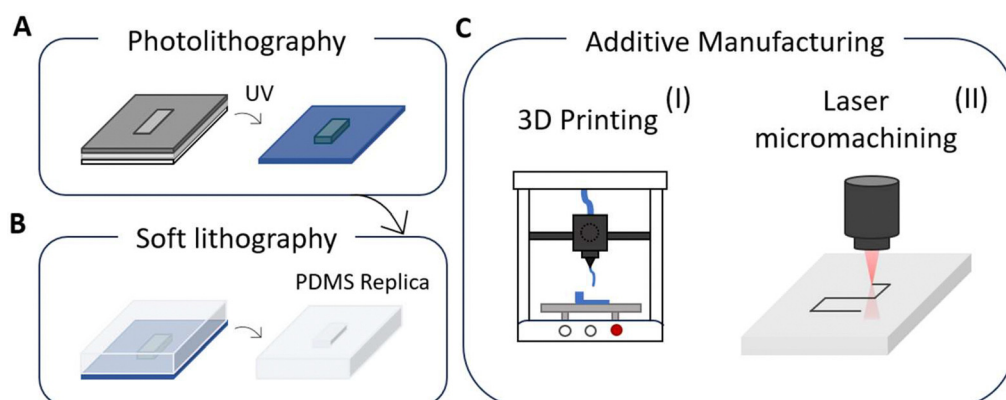 A
Photolithography
UV
B
Soft lithography
PDMS Replica
C
Additive Manufacturing
(I)
3D Printing
(II)
Laser
micromachining